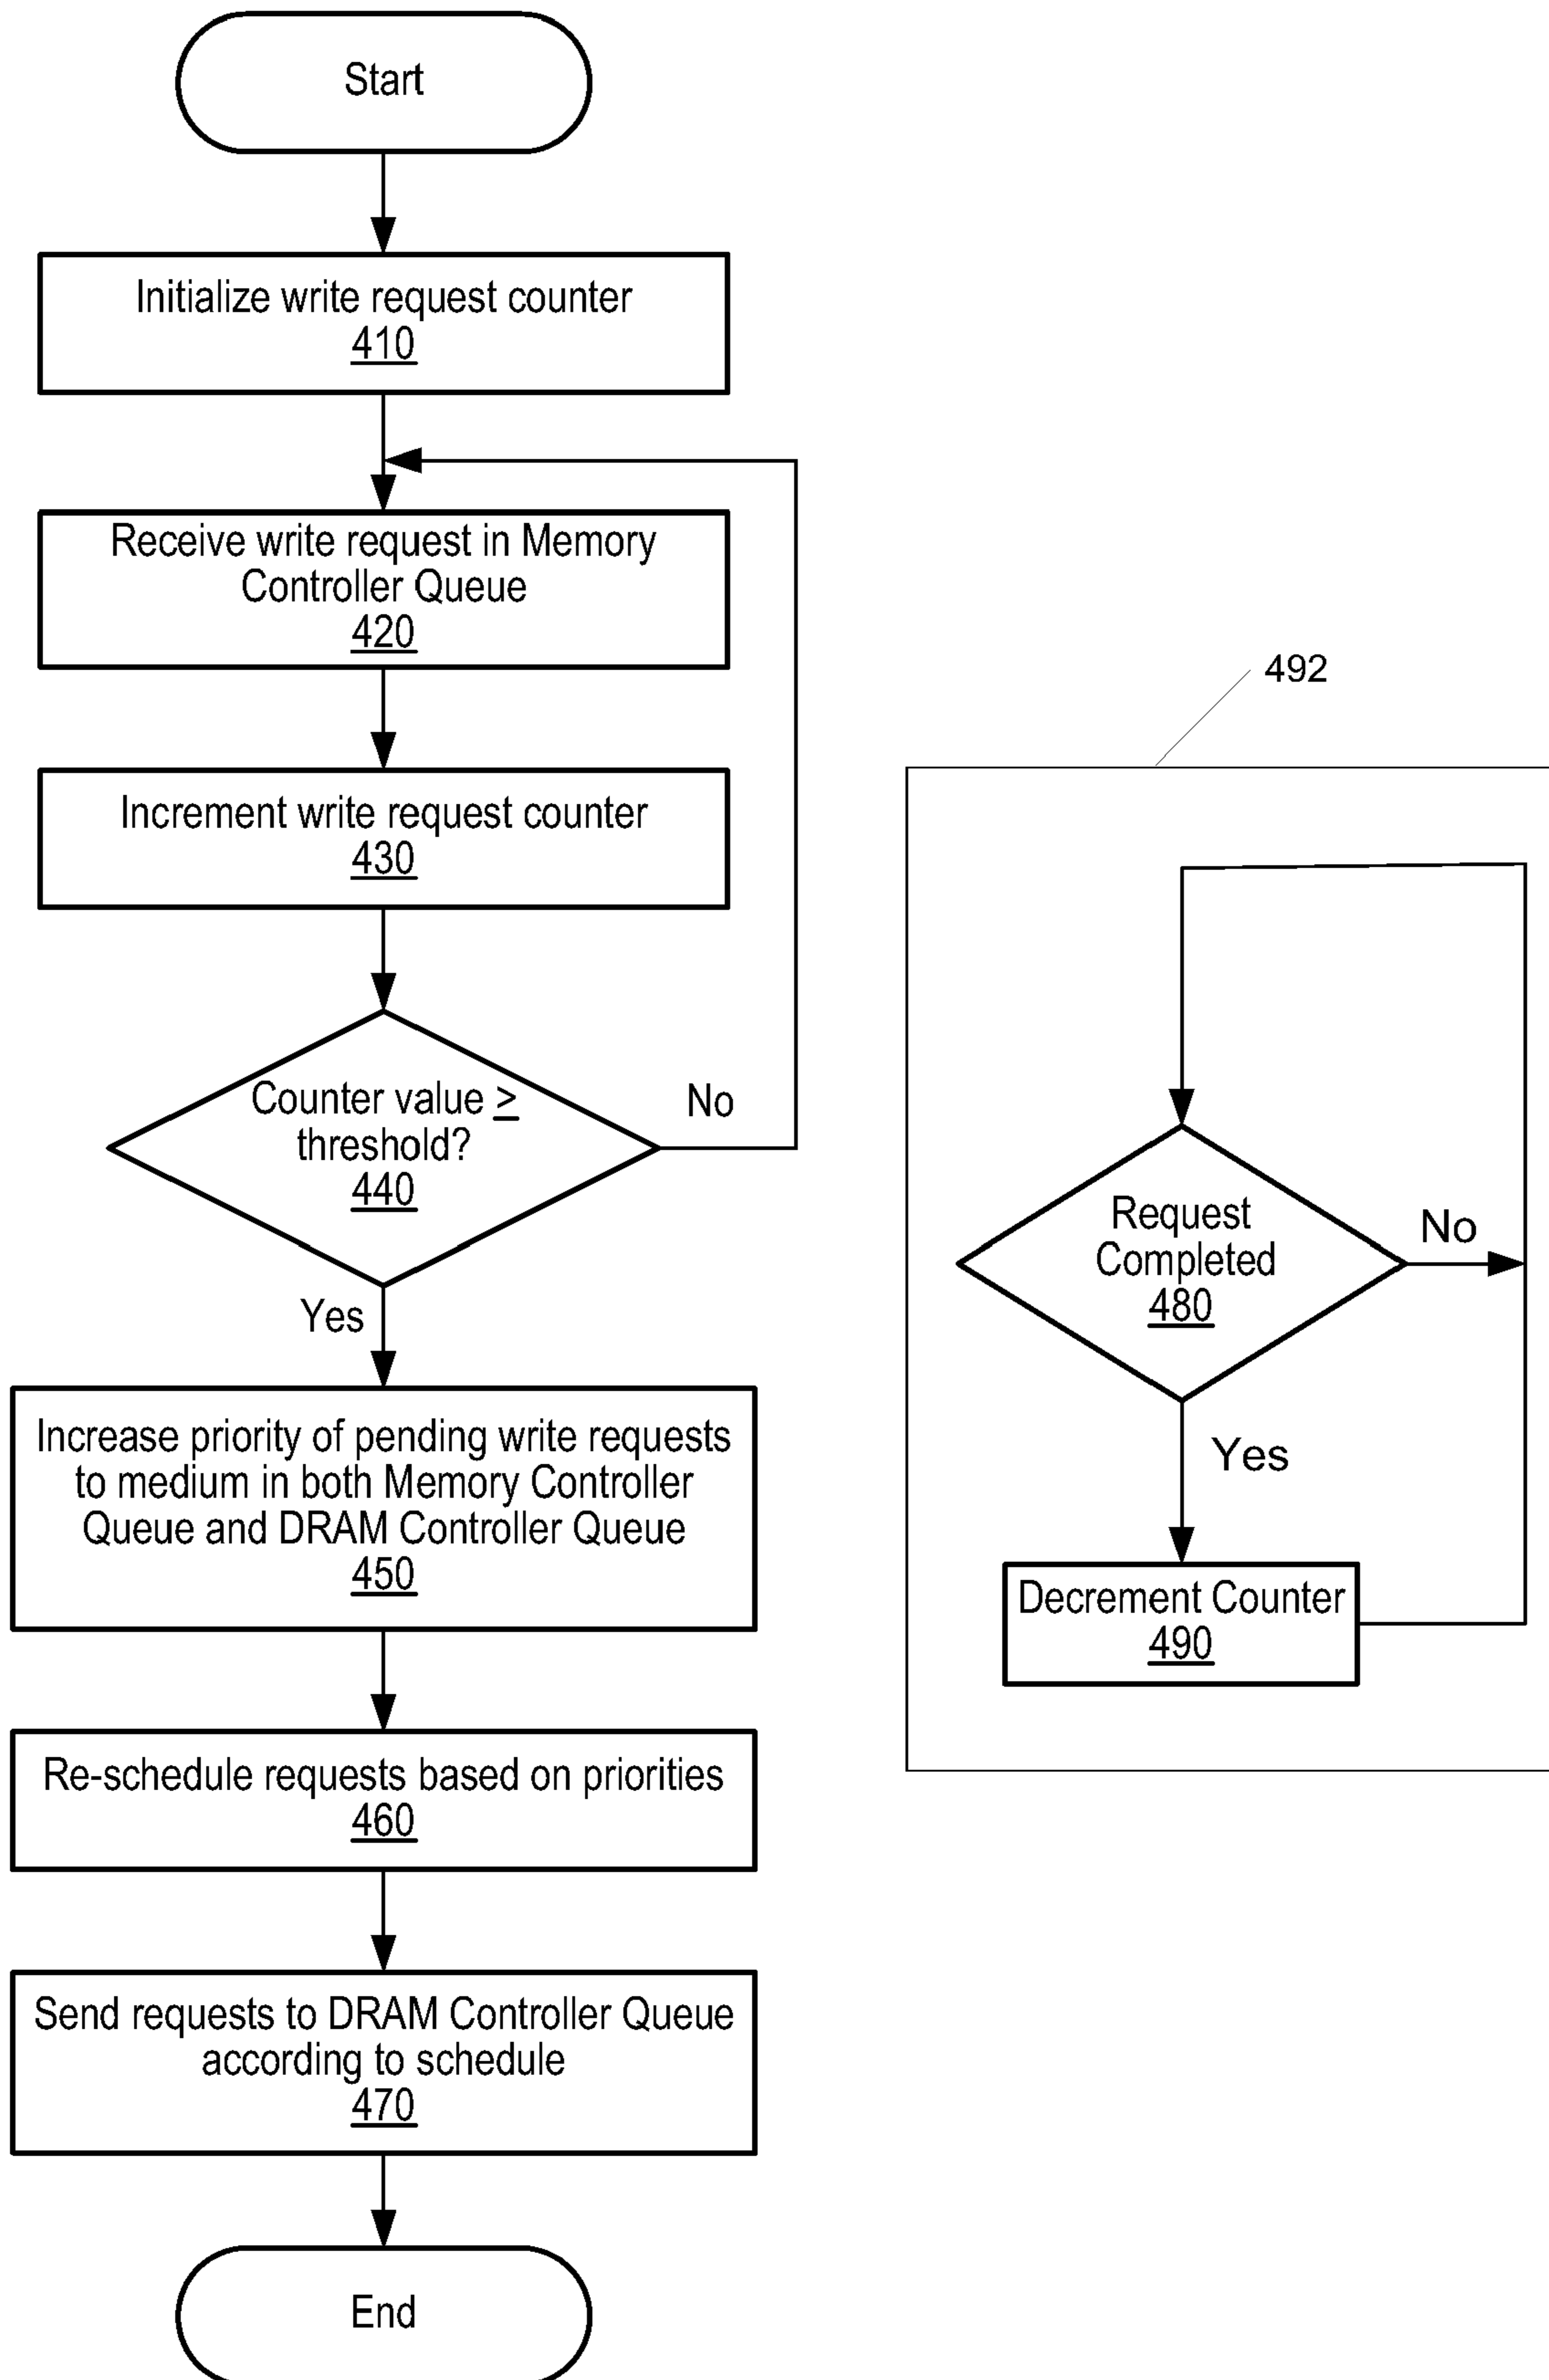 Start
Initialize write request counter
410
Receive write request in Memory
Controller Queue
420
Increment write request counter
430
Counter value ≥
threshold?
440
No
Yes
Increase priority of pending write requests
to medium in both Memory Controller
Queue and DRAM Controller Queue
450
Re-schedule requests based on priorities
460
Send requests to DRAM Controller Queue
according to schedule
470
End
492
Request
Completed
480
No
Yes
Decrement Counter
490